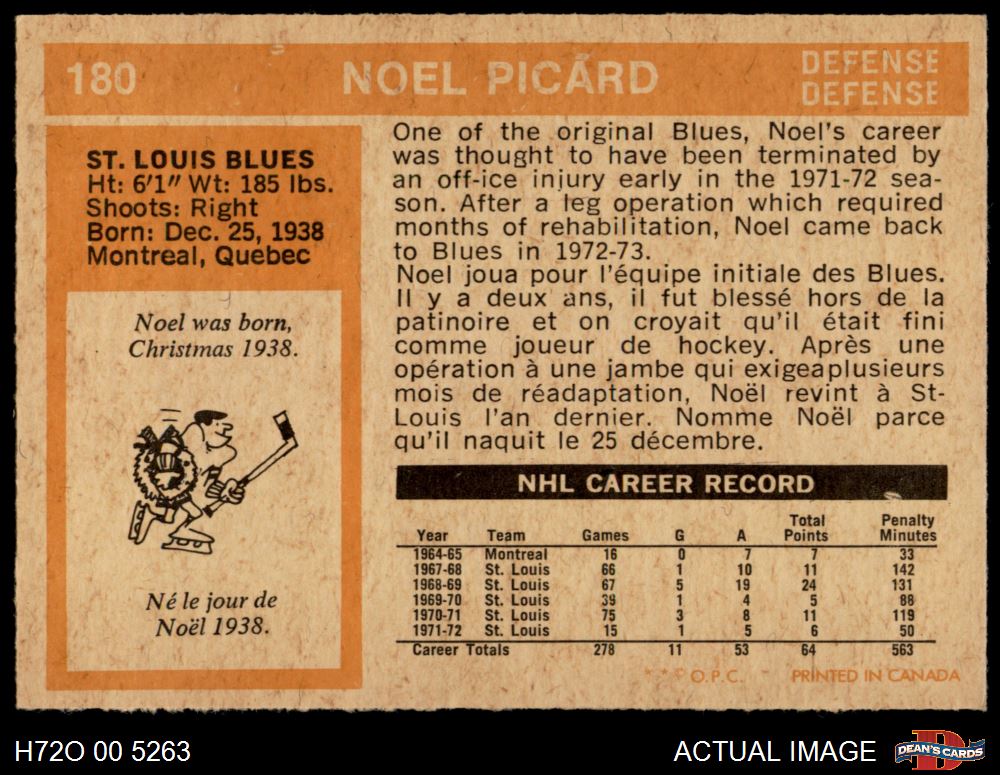 180 NOEL PICARD DEFENSE
DEFENSE
ST. LOUIS BLUES
Ht: 6'1" Wt: 185 lbs.
Shoots: Right
Born: Dec. 25, 1938
Montreal, Quebec
Noel was born,
Christmas 1938.
Né le jour de
Noël 1938.
One of the original Blues, Noel's career
was thought to have been terminated by
an off-ice injury early in the 1971-72 sea-
son. After a leg operation which required
months of rehabilitation, Noel came back
to Blues in 1972-73.
Noel joua pour l'équipe initiale des Blues.
Il y a deux ans, il fut blessé hors de la
patinoire et on croyait qu'il était fini
comme joueur de hockey. Après une
opération à une jambe qui exigeaplusieurs
mois de réadaptation, Noël revint à St-
Louis l'an dernier. Nomme Noël parce
qu'il naquit le 25 décembre.
NHL CAREER RECORD
Year Team Games G A Total Points Penalty Minutes
1964-65 Montreal 16 0 7 7 33
1967-68 St. Louis 66 1 10 11 142
1968-69 St. Louis 67 5 19 24 131
1969-70 St. Louis 39 1 4 5 88
1970-71 St. Louis 75 3 8 11 119
1971-72 St. Louis 15 1 5 6 50
Career Totals 278 11 53 64 563
* * © O.P.C. PRINTED IN CANADA
H72O 00 5263 ACTUAL IMAGE
D
DEAN'S CARDS